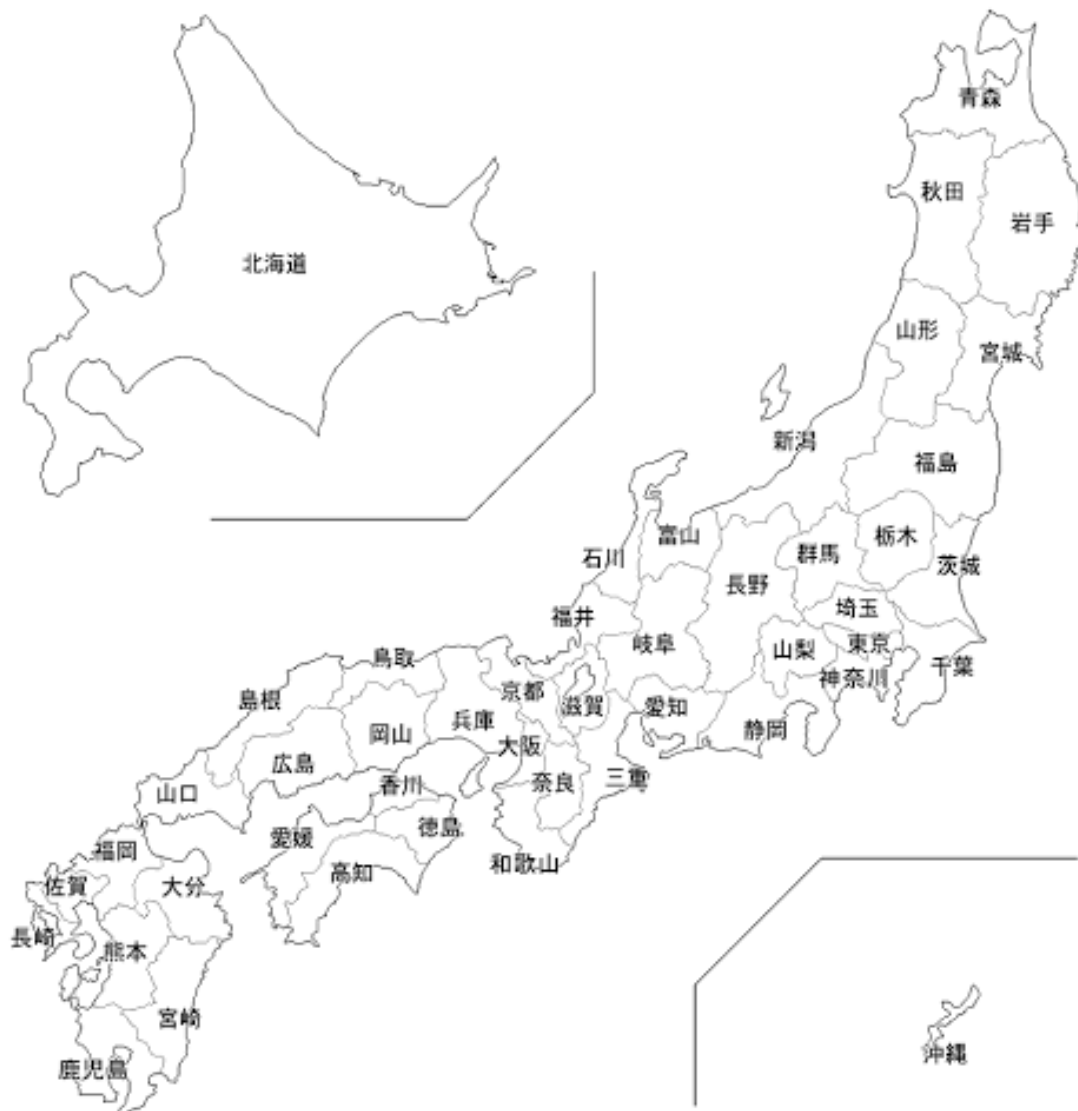 青森
秋田
岩手
北海道
山形
宮城
新潟
福島
富山
栃木
群馬
石川
茨城
長野
埼玉
福井
岐阜
山梨
東京
千葉
鳥取
神奈川
島根
京都
滋賀
愛知
兵庫
静岡
岡山
大阪
広島
三重
奈良
香川
山口
徳島
愛媛
福岡
和歌山
高知
佐賀
大分
長崎
熊本
宮崎
沖縄
鹿児島